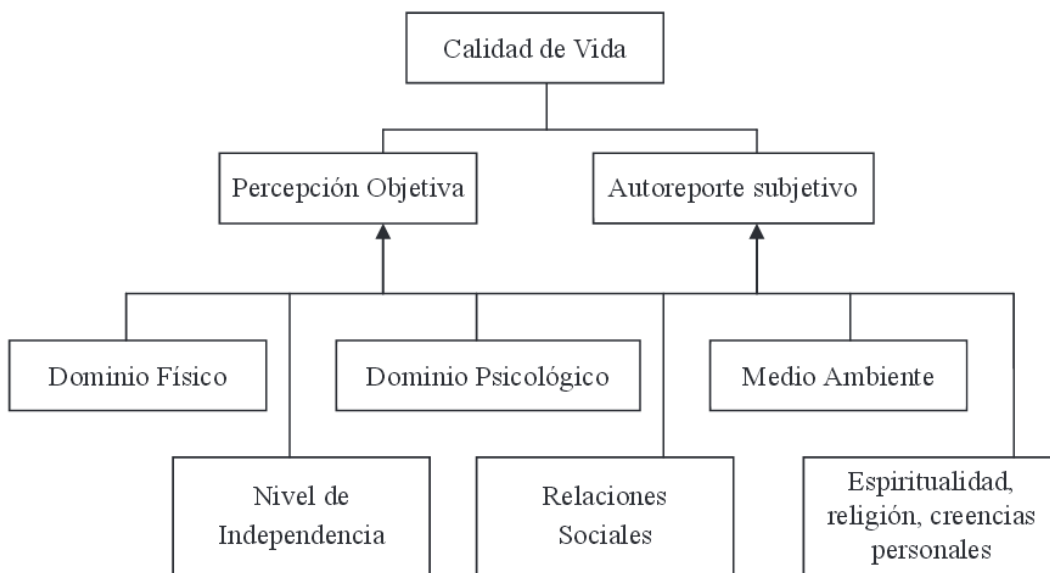 Calidad de Vida
Percepción Objetiva
Autoreporte subjetivo
Dominio Físico
Dominio Psicológico
Medio Ambiente
Nivel de
Independencia
Relaciones
Sociales
Espiritualidad,
religión, creencias
personales